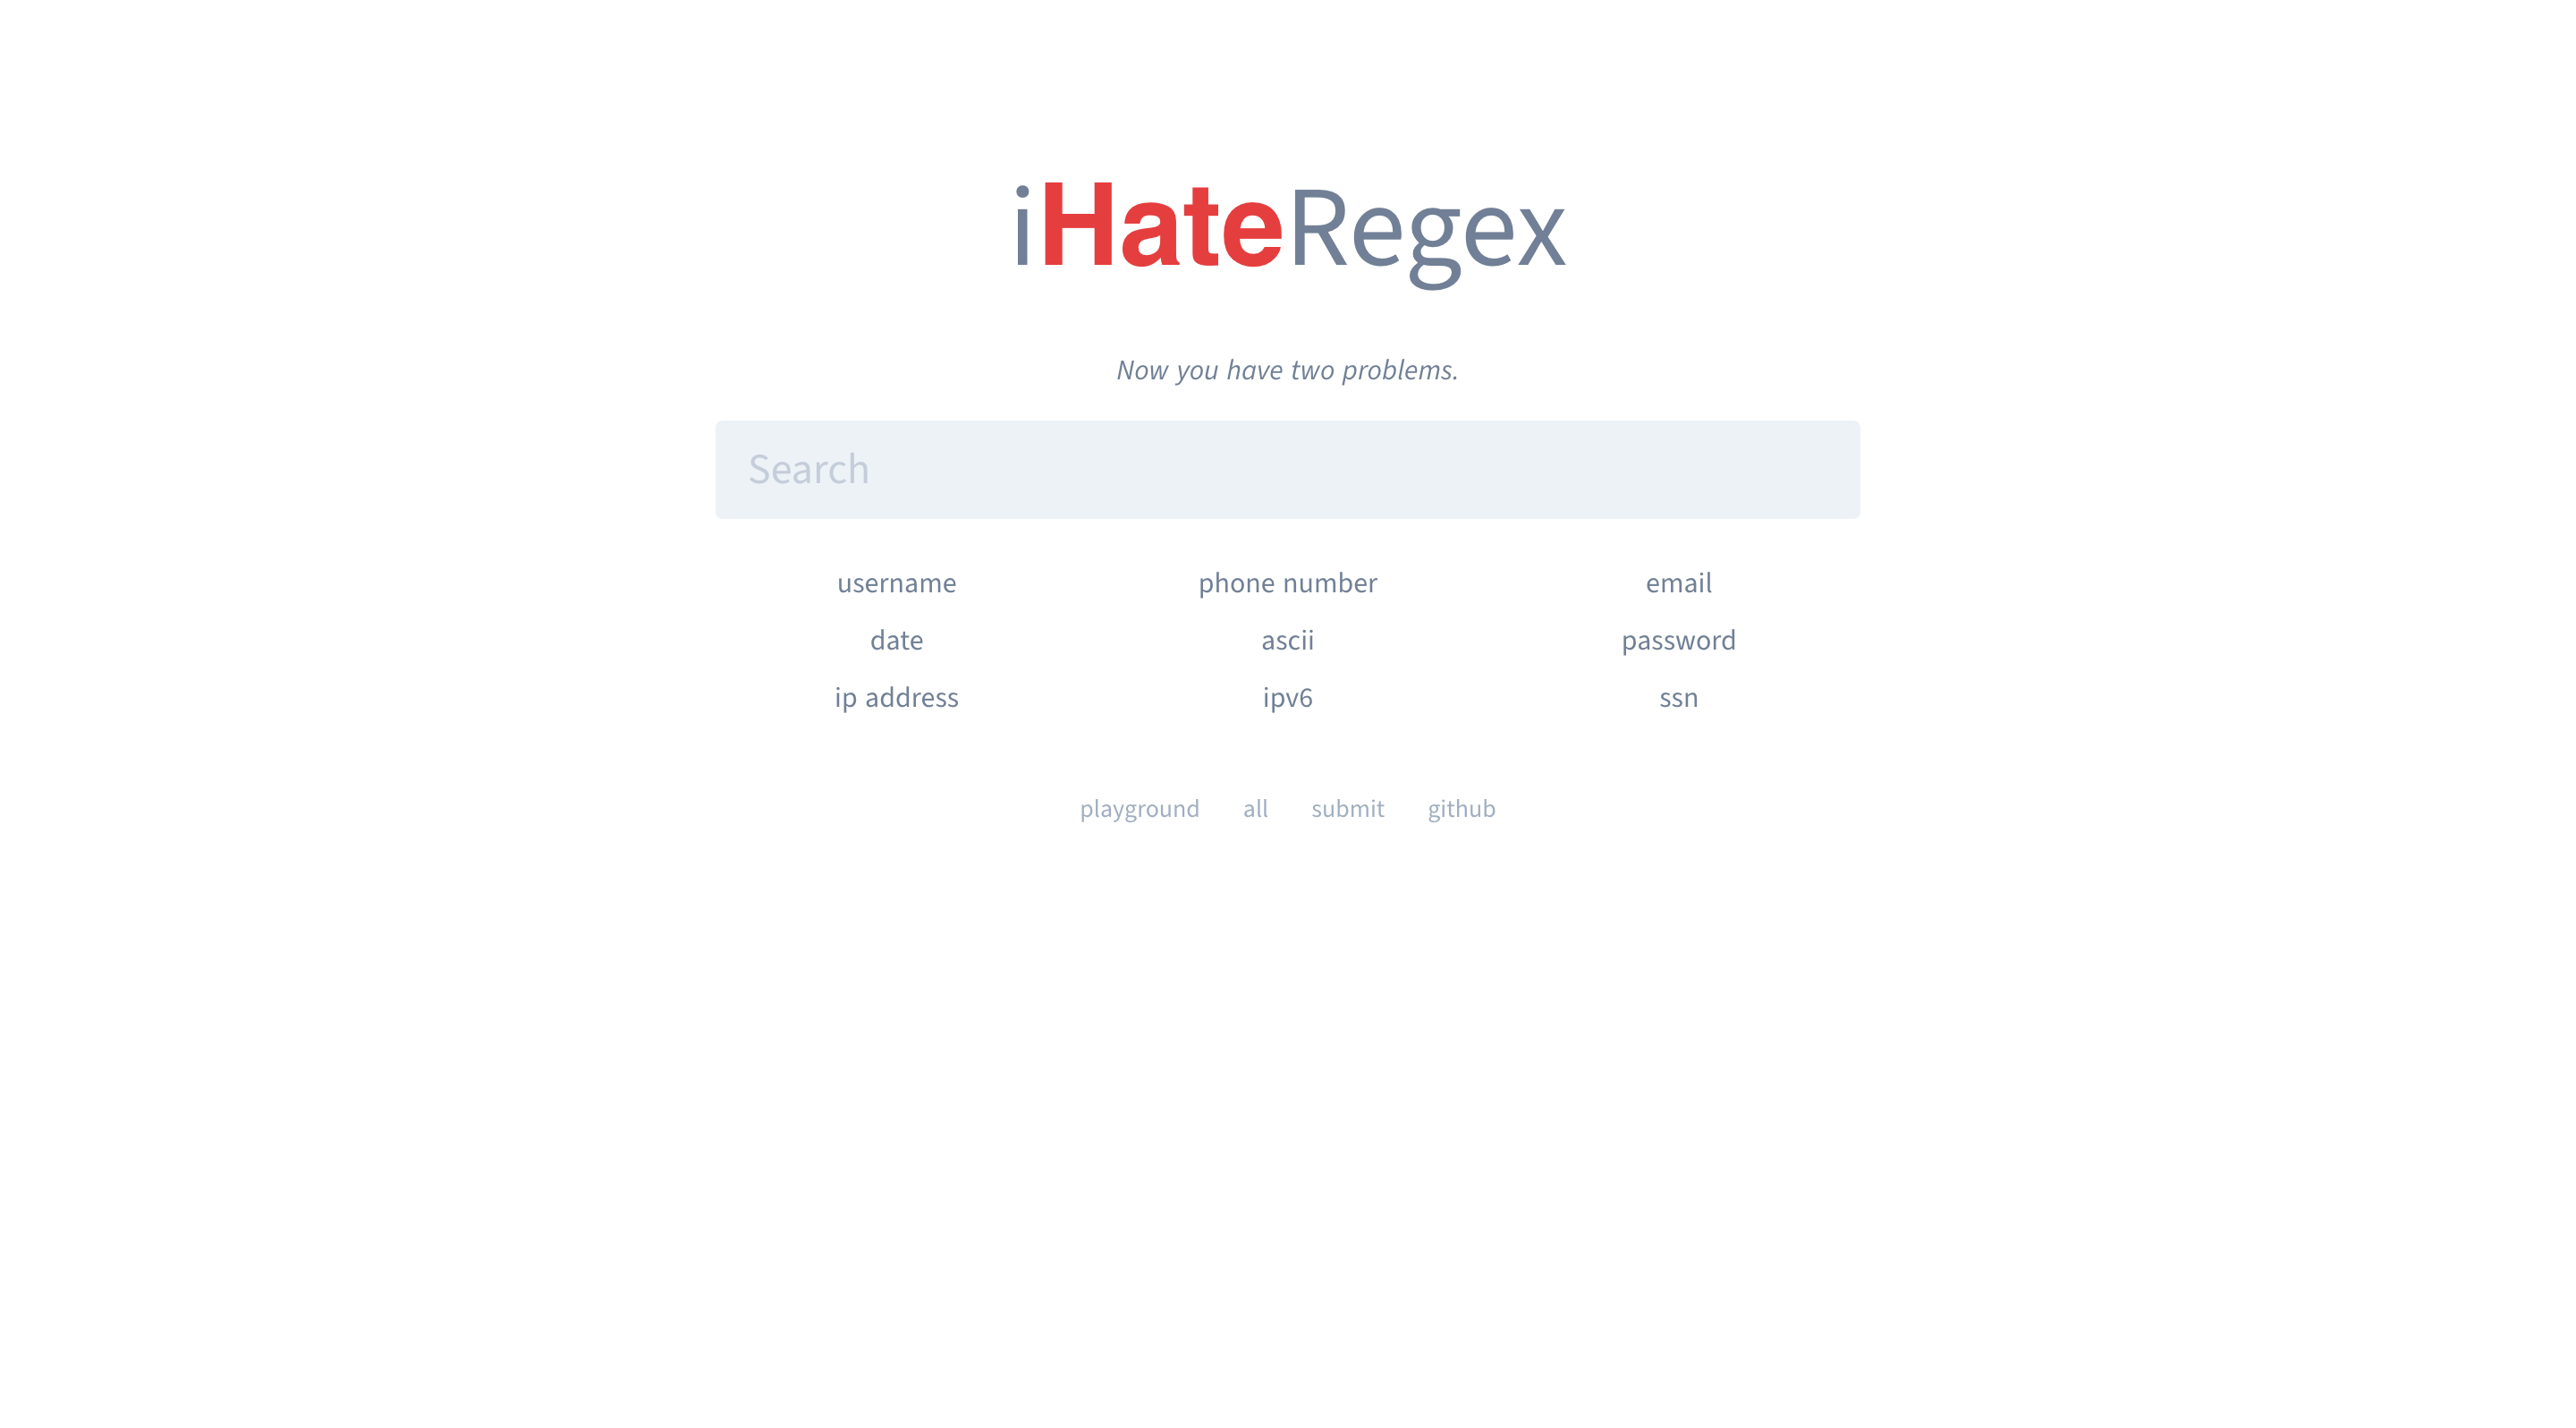 iHateRegex
Now you have two problems.
Search
username phone number email
date ascii password
ip address ipv6 ssn
playground all submit github